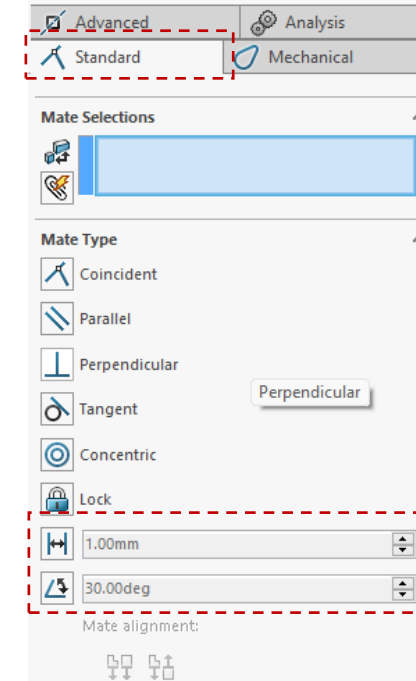 Advanced
Analysis
Standard
Mechanical
Mate Selections
Mate Type
Coincident
Parallel
Perpendicular
Perpendicular
Tangent
Concentric
Lock
1.00mm
30.00deg
Mate alignment: